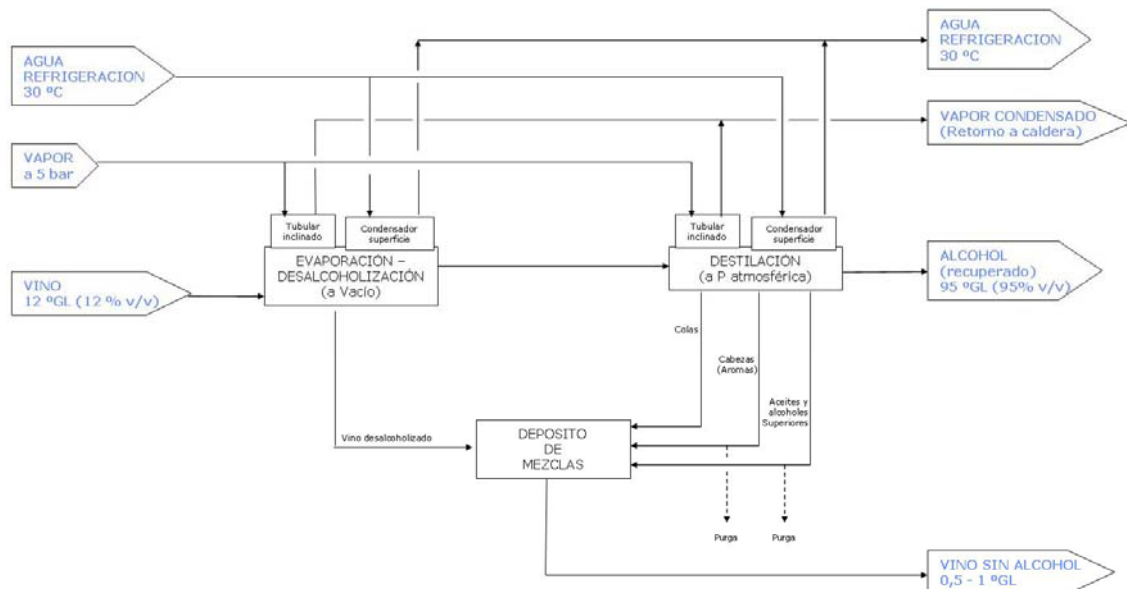 AGUA
REFRIGERACION
30 ºC
AGUA
REFRIGERACION
30 ºC
VAPOR CONDENSADO
(Retorno a caldera)
VAPOR
a 5 bar
Tubular
inclinado
Condensador
superficie
Tubular
inclinado
Condensador
superficie
EVAPORACIÓN –
DESALCOHOLIZACIÓN
(a Vacío)
DESTILACIÓN
(a P atmosférica)
ALCOHOL
(recuperado)
95 ºGL (95% v/v)
VINO
12 ºGL (12 % v/v)
Colas
Cabezas
(Aromas)
Aceites y
alcoholes
Superiores
Vino desalcoholizado
DEPOSITO
DE
MEZCLAS
Purga
Purga
VINO SIN ALCOHOL
0,5 - 1 ºGL